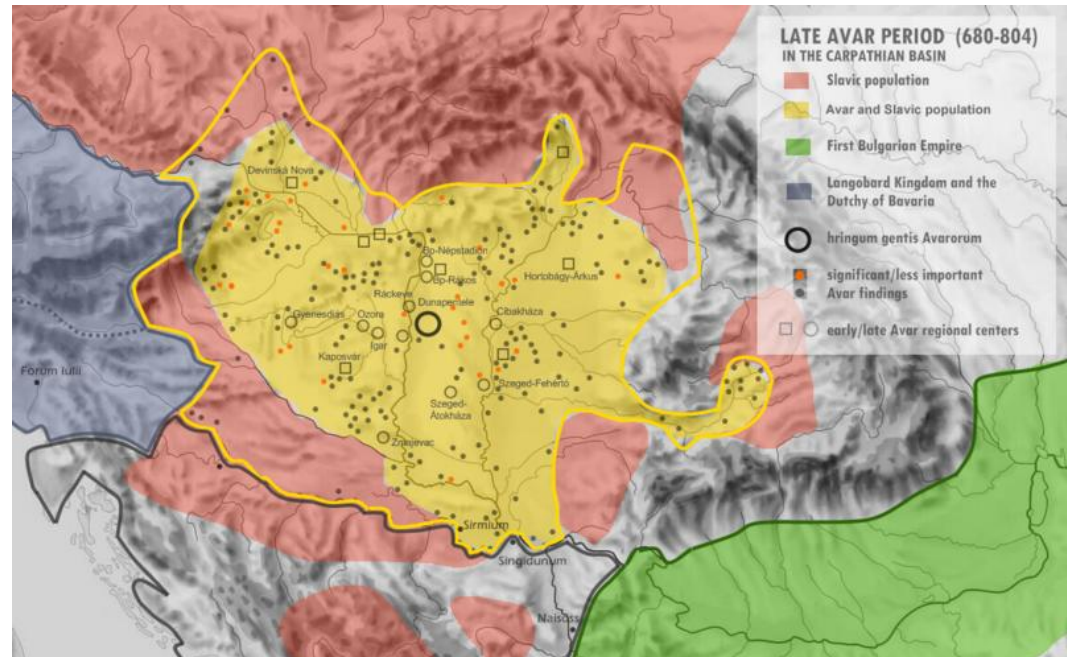 LATE AVAR PERIOD (680-804)
IN THE CARPATHIAN BASIN
Slavic population
Avar and Slavic population
First Bulgarian Empire
Langobard Kingdom and the
Dutchy of Bavaria
hringum gentis Avarorum
significant/less important
Avar findings
early/late Avar regional centers
Devinská Nova
Bp-Népstadion
Bp-Rákos
Hortobágy-Árkus
Ráckeve
Dunapentele
Gyenesdiás
Ozora
Cibakháza
Igar
Kaposvár
Forum Iulii
Szeged-Fehértó
Szeged-
Átokháza
Zmajevac
Sirmium
Singidunum
Naissos